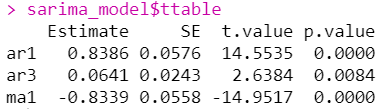 > sarima_model$ttable
Estimate SE t.value p.value
ar1 0.8386 0.0576 14.5535 0.0000
ar3 0.0641 0.0243 2.6384 0.0084
ma1 -0.8339 0.0558 -14.9517 0.0000